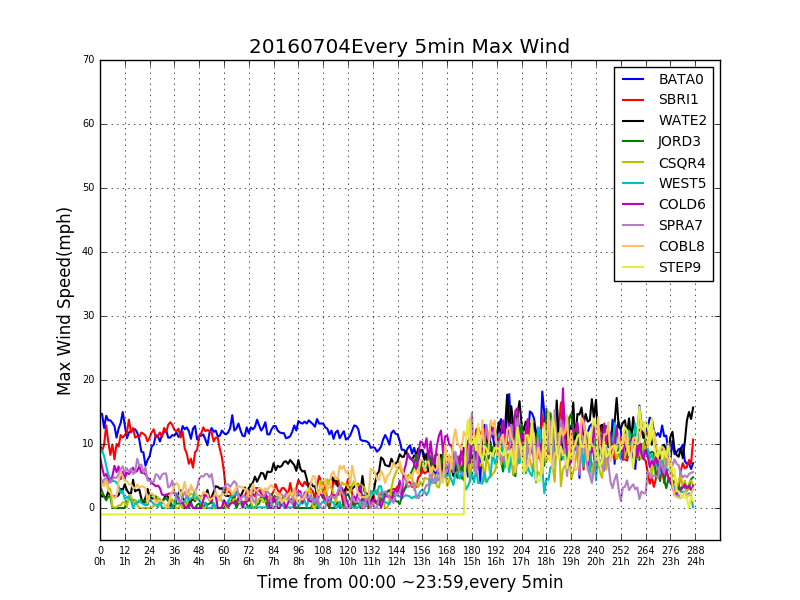 20160704Every 5min Max Wind
70
60
50
40
30
20
10
0
Max Wind Speed(mph)
BATA0
SBRI1
WATE2
JORD3
CSQR4
WEST5
COLD6
SPRA7
COBL8
STEP9
0 12 24 36 48 60 72 84 96 108 120 132 144 156 168 180 192 204 216 228 240 252 264 276 288
0h 1h 2h 3h 4h 5h 6h 7h 8h 9h 10h 11h 12h 13h 14h 15h 16h 17h 18h 19h 20h 21h 22h 23h 24h
Time from 00:00 ~23:59,every 5min